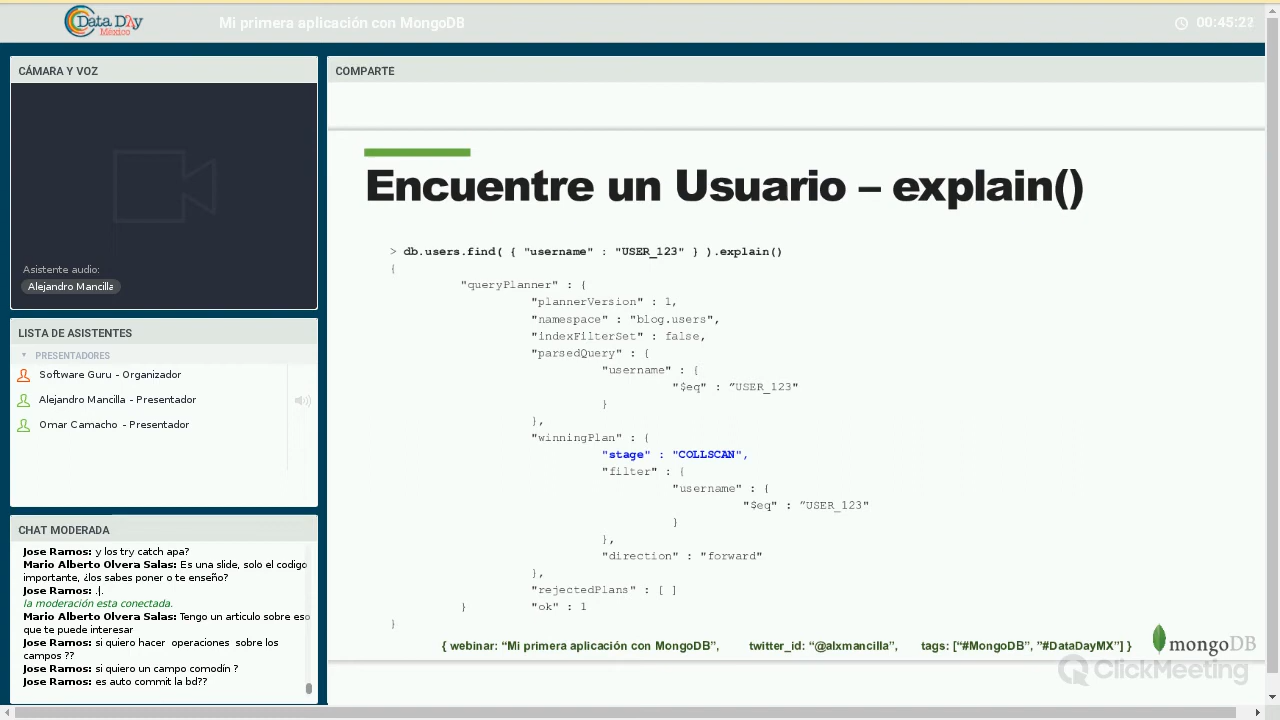 Data Day
México
Mi primera aplicación con MongoDB
00:45:22
CÁMARA Y VOZ
Asistente audio:
Alejandro Mancilla
LISTA DE ASISTENTES
PRESENTADORES
Software Guru - Organizador
Alejandro Mancilla - Presentador
Omar Camacho - Presentador
CHAT MODERADA
Jose Ramos: y los try catch apa?
Mario Alberto Olvera Salas: Es una slide, solo el codigo
importante, ¿los sabes poner o te enseño?
Jose Ramos: .|.
la moderación esta conectada.
Mario Alberto Olvera Salas: Tengo un articulo sobre eso
que te puede interesar
Jose Ramos: si quiero hacer operaciones sobre los
campos ??
Jose Ramos: si quiero un campo comodín ?
Jose Ramos: es auto commit la bd??
COMPARTE
Encuentre un Usuario – explain()
> db.users.find( { "username" : "USER_123" } ).explain()
{
"queryPlanner" : {
"plannerVersion" : 1,
"namespace" : "blog.users",
"indexFilterSet" : false,
"parsedQuery" : {
"username" : {
"$eq" : ”USER_123"
}
},
"winningPlan" : {
"stage" : "COLLSCAN",
"filter" : {
"username" : {
"$eq" : ”USER_123"
}
},
"direction" : "forward"
},
"rejectedPlans" : [ ]
} "ok" : 1
}
{ webinar: “Mi primera aplicación con MongoDB”, twitter_id: “@alxmancilla”, tags: [“#MongoDB”, ”#DataDayMX”] }
mongoDB
ClickMeeting